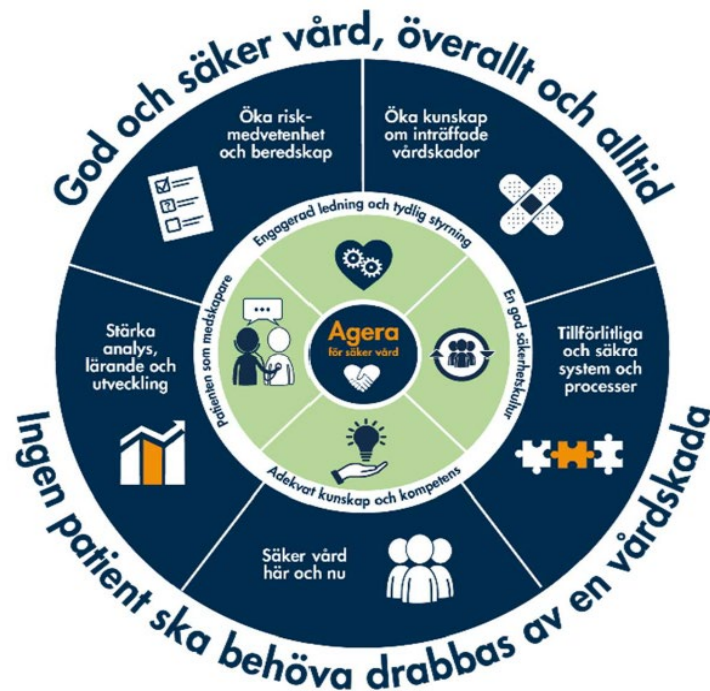 God och säker vård, överallt och alltid
Öka risk-
medvetenhet
och beredskap
Öka kunskap
om inträffade
vårdskador
Engagerad ledning och tydlig styrning
Patienten som medskapare
En god säkerhetskultur
Agera
för säker vård
Stärka
analys,
lärande och
utveckling
Tillförlitliga
och säkra
system och
processer
Adekvat kunskap och kompetens
Säker vård
här och nu
Ingen patient ska behöva drabbas av en vårdskada